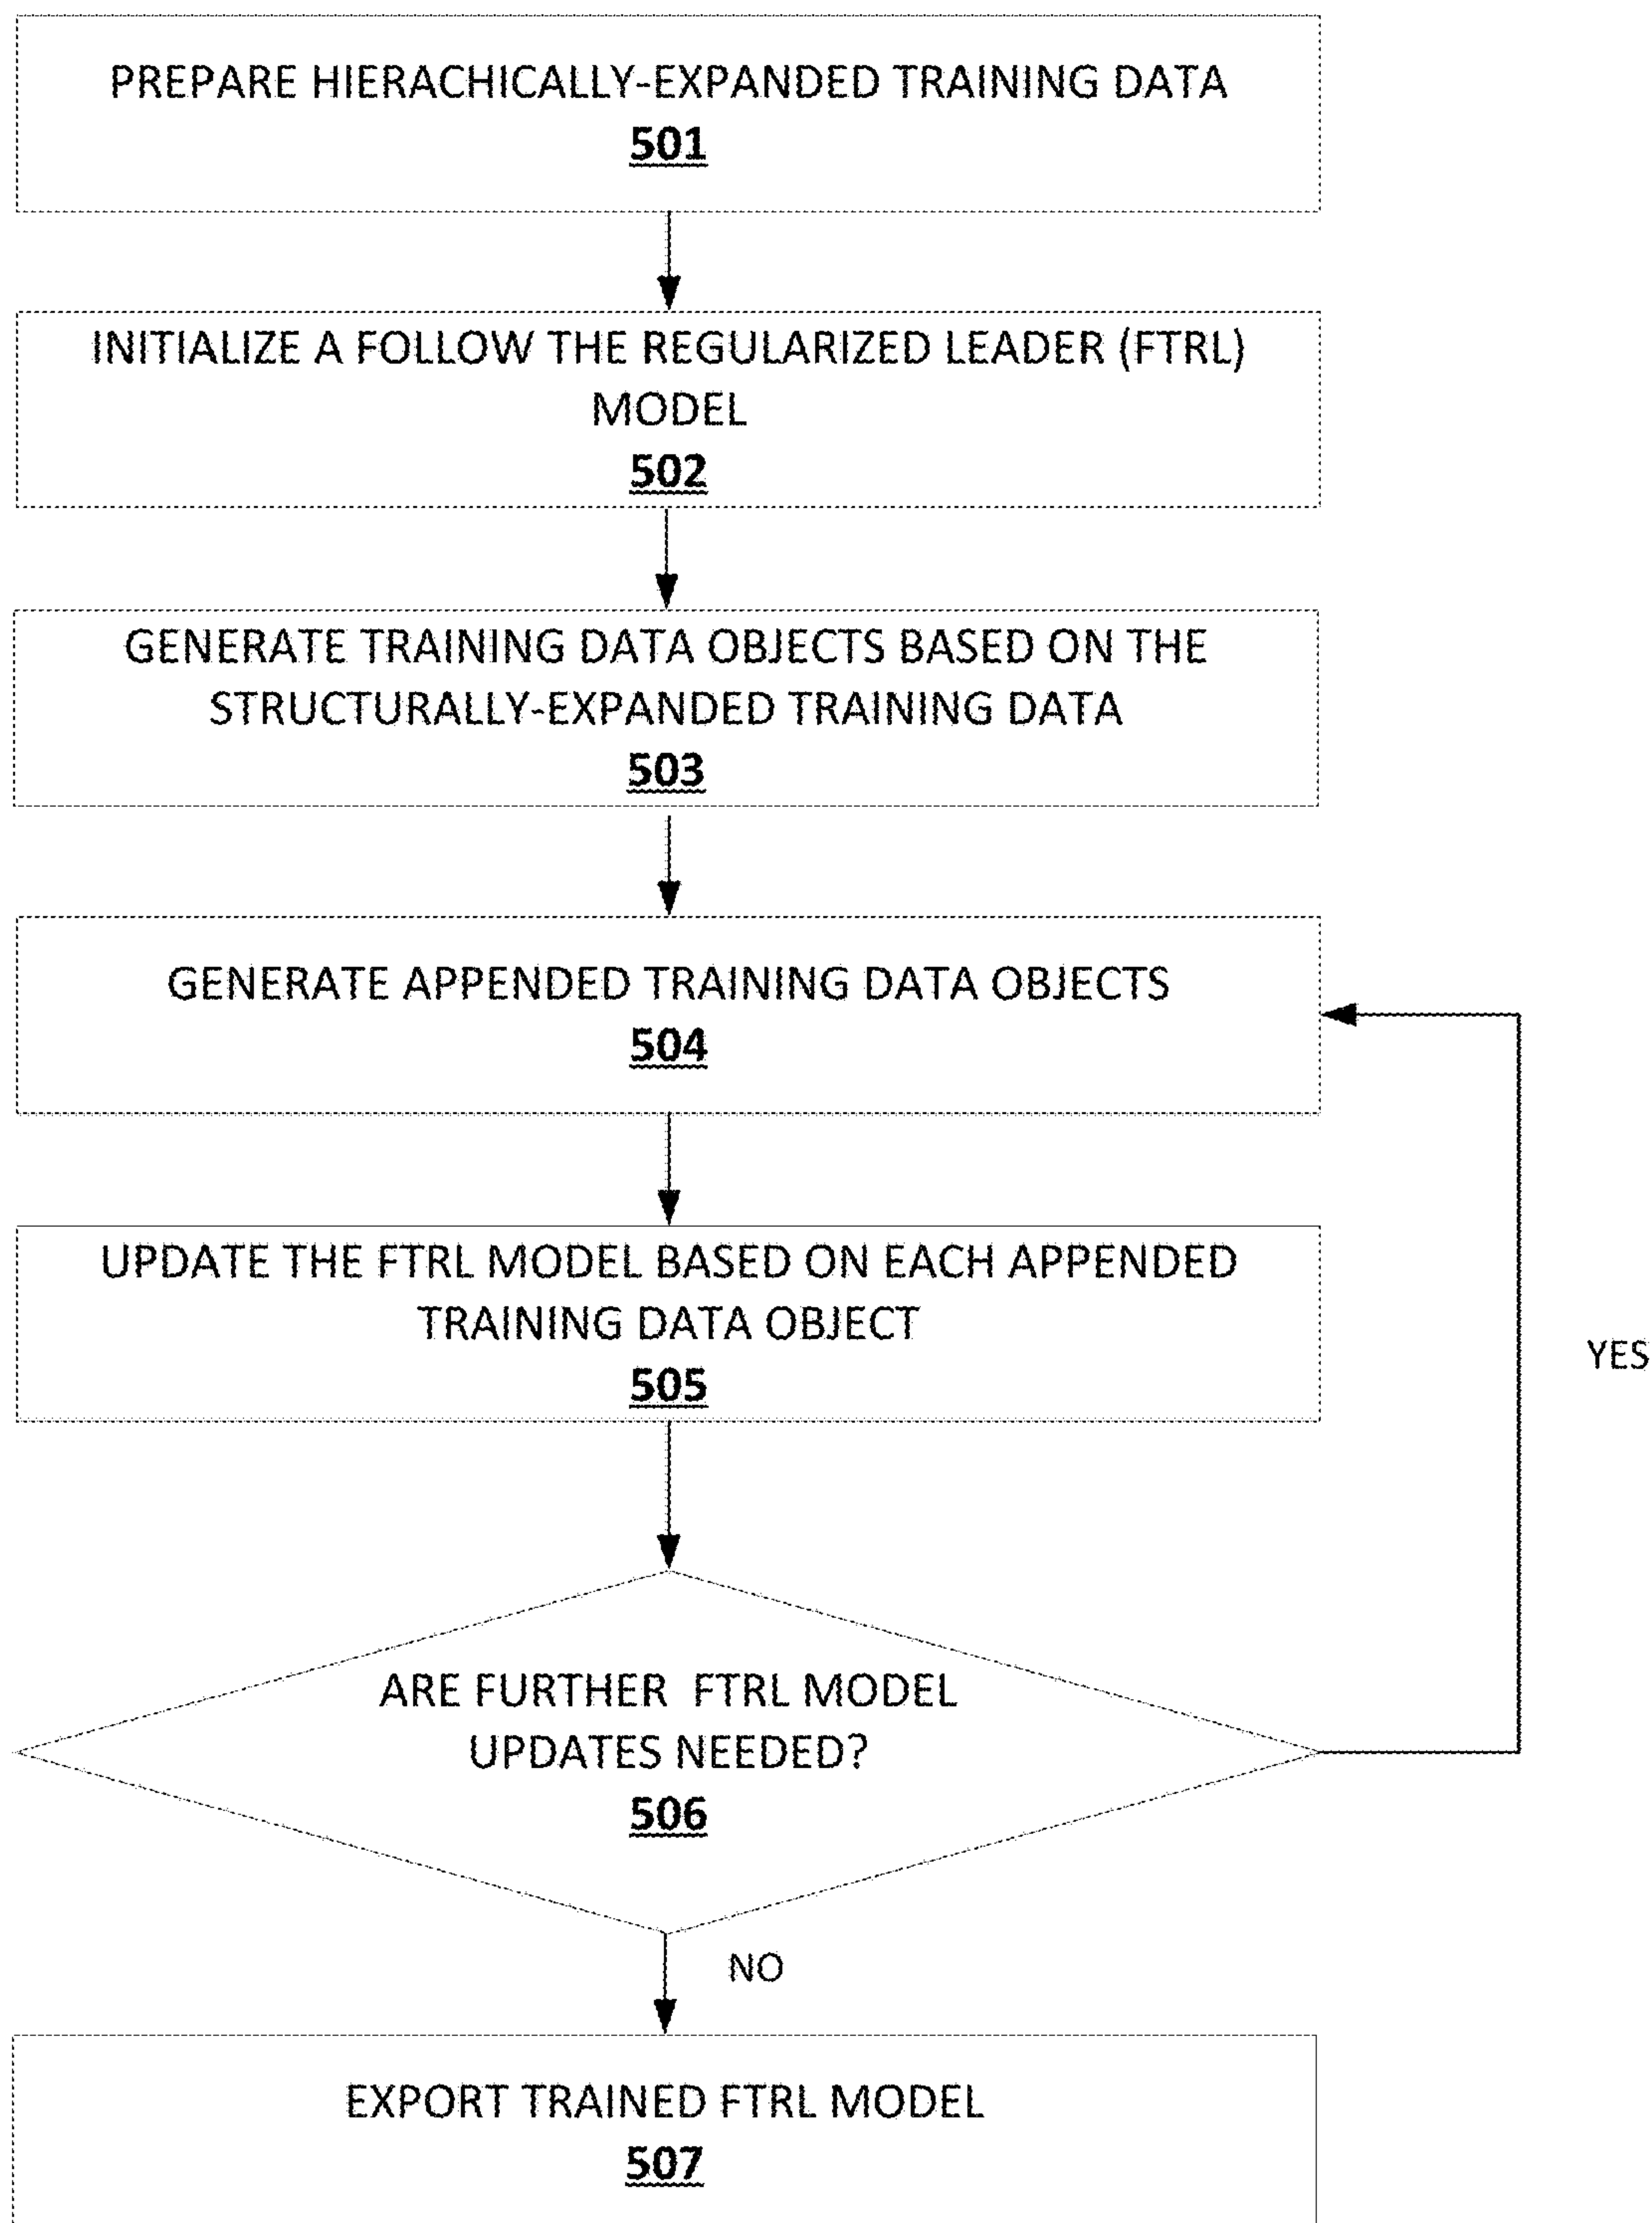 PREPARE HIERACHICALLY-EXPANDED TRAINING DATA
501
INITIALIZE A FOLLOW THE REGULARIZED LEADER (FTRL)
MODEL
502
GENERATE TRAINING DATA OBJECTS BASED ON THE
STRUCTURALLY-EXPANDED TRAINING DATA
503
GENERATE APPENDED TRAINING DATA OBJECTS
504
UPDATE THE FTRL MODEL BASED ON EACH APPENDED
TRAINING DATA OBJECT
505
YES
ARE FURTHER FTRL MODEL
UPDATES NEEDED?
506
NO
EXPORT TRAINED FTRL MODEL
507